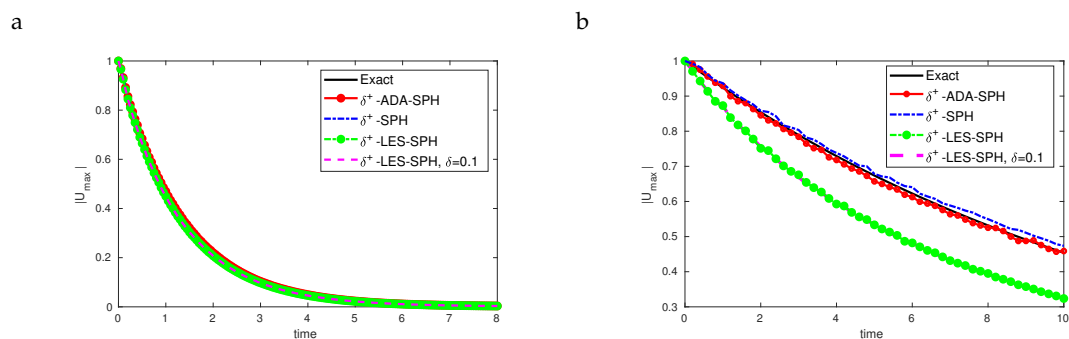 a
b
Exact
δ⁺-ADA-SPH
δ⁺-SPH
δ⁺-LES-SPH
δ⁺-LES-SPH, δ=0.1
|U_max|
1
0.8
0.6
0.4
0.2
0
0 1 2 3 4 5 6 7 8
time
Exact
δ⁺-ADA-SPH
δ⁺-SPH
δ⁺-LES-SPH
δ⁺-LES-SPH, δ=0.1
|U_max|
1
0.9
0.8
0.7
0.6
0.5
0.4
0.3
0 2 4 6 8 10
time